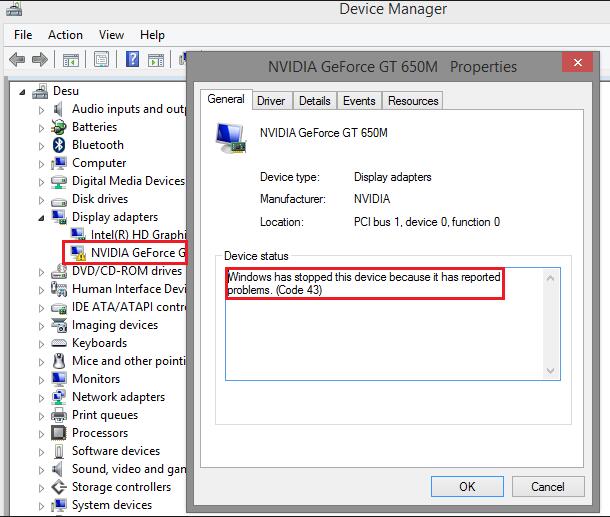 Device Manager
File Action View Help
Desu
Audio inputs and outp
Batteries
Bluetooth
Computer
Digital Media Devices
Disk drives
Display adapters
Intel(R) HD Graphi
NVIDIA GeForce G
DVD/CD-ROM drives
Human Interface Devi
IDE ATA/ATAPI contro
Imaging devices
Keyboards
Mice and other pointi
Monitors
Network adapters
Print queues
Processors
Software devices
Sound, video and gam
Storage controllers
System devices
NVIDIA GeForce GT 650M Properties
General Driver Details Events Resources
NVIDIA GeForce GT 650M
Device type: Display adapters
Manufacturer: NVIDIA
Location: PCI bus 1, device 0, function 0
Device status
Windows has stopped this device because it has reported
problems. (Code 43)
OK Cancel